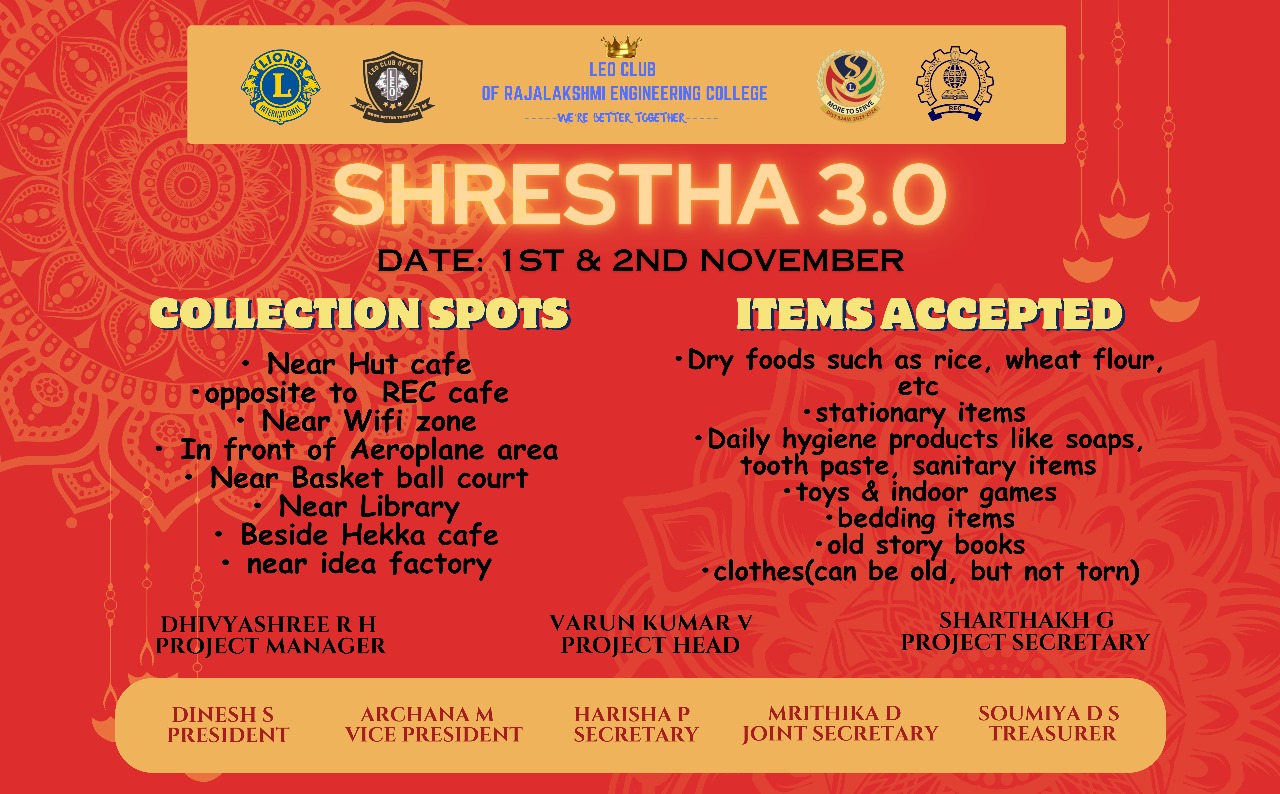 LIONS
L
INTERNATIONAL
LEO CLUB OF REC
LEO
WE'RE BETTER TOGETHER
LEO CLUB
OF RAJALAKSHMI ENGINEERING COLLEGE
-----WE'RE BETTER TOGETHER-----
MORE TO SERVE
REC
SHRESTHA 3.0
DATE: 1ST & 2ND NOVEMBER
COLLECTION SPOTS
• Near Hut cafe
•opposite to REC cafe
• Near Wifi zone
• In front of Aeroplane area
• Near Basket ball court
• Near Library
• Beside Hekka cafe
• near idea factory
ITEMS ACCEPTED
•Dry foods such as rice, wheat flour,
etc
•stationary items
•Daily hygiene products like soaps,
tooth paste, sanitary items
•toys & indoor games
•bedding items
•old story books
•clothes(can be old, but not torn)
DHIVYASHREE R H
PROJECT MANAGER
VARUN KUMAR V
PROJECT HEAD
SHARTHAKH G
PROJECT SECRETARY
DINESH S
PRESIDENT
ARCHANA M
VICE PRESIDENT
HARISHA P
SECRETARY
MRITHIKA D
JOINT SECRETARY
SOUMIYA D S
TREASURER